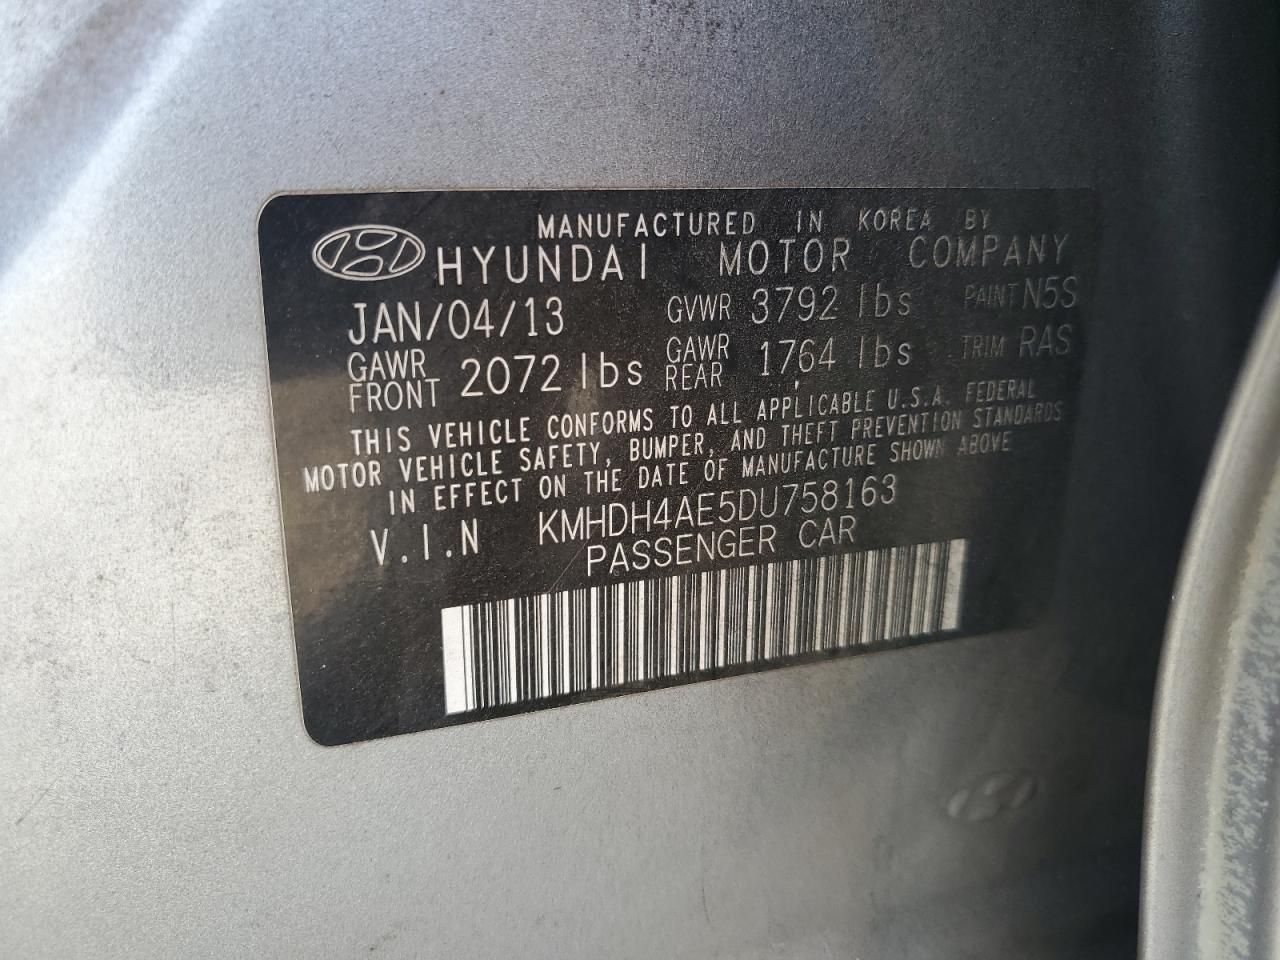 MANUFACTURED IN KOREA BY
HYUNDAI MOTOR COMPANY
JAN/04/13 GVWR 3792 lbs PAINT N5S
GAWR FRONT 2072 lbs GAWR REAR 1764 lbs TRIM RAS
THIS VEHICLE CONFORMS TO ALL APPLICABLE U.S.A. FEDERAL
MOTOR VEHICLE SAFETY, BUMPER, AND THEFT PREVENTION STANDARDS
IN EFFECT ON THE DATE OF MANUFACTURE SHOWN ABOVE
V.I.N KMHDH4AE5DU758163
PASSENGER CAR